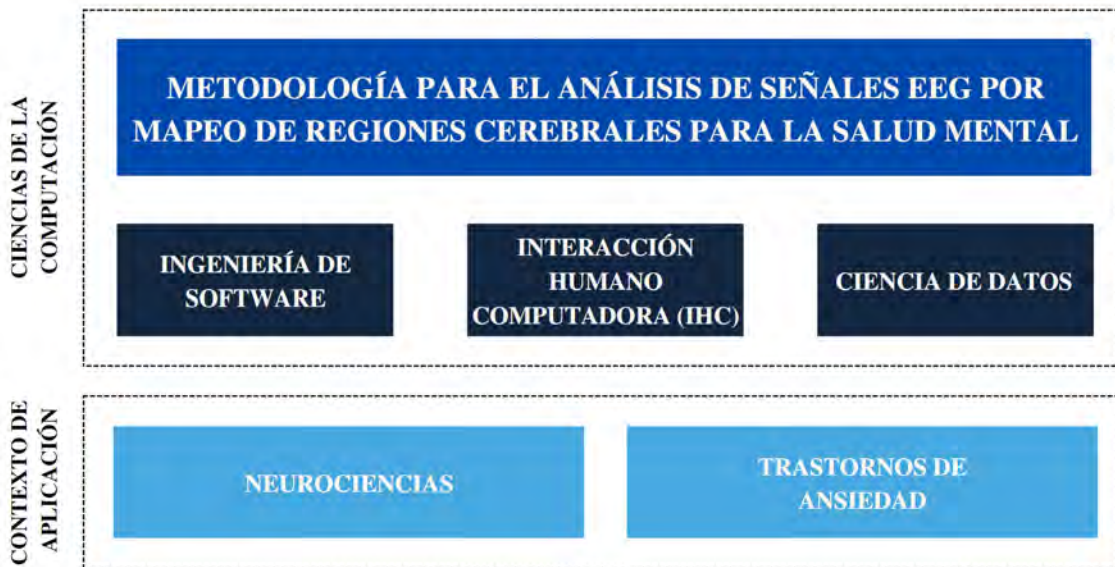 CIENCIAS DE LA
COMPUTACIÓN
METODOLOGÍA PARA EL ANÁLISIS DE SEÑALES EEG POR
MAPEO DE REGIONES CEREBRALES PARA LA SALUD MENTAL
INGENIERÍA DE
SOFTWARE
INTERACCIÓN
HUMANO
COMPUTADORA (IHC)
CIENCIA DE DATOS
CONTEXTO DE
APLICACIÓN
NEUROCIENCIAS
TRASTORNOS DE
ANSIEDAD